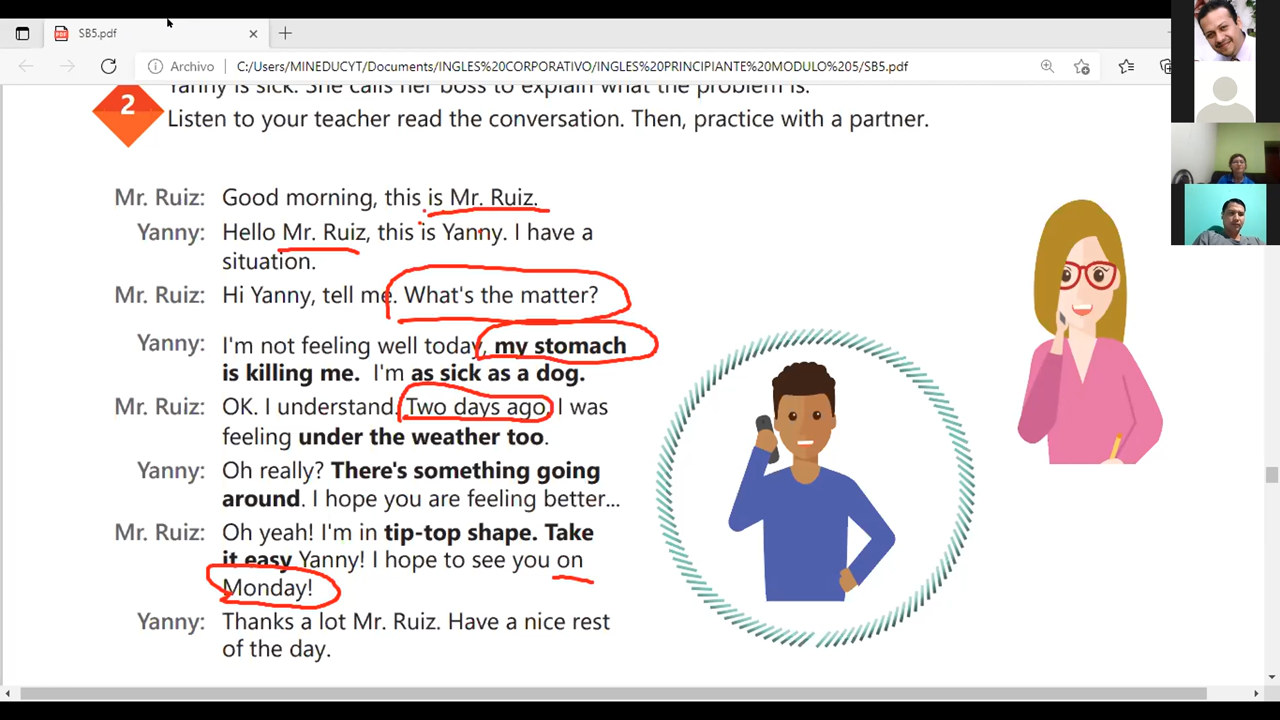 SB5.pdf
Archivo C:/Users/MINEDUCYT/Documents/INGLES%20CORPORATIVO/INGLES%20PRINCIPIANTE%20MODULO%205/SB5.pdf
Yanny is sick. She calls her boss to explain what the problem is.
2
Listen to your teacher read the conversation. Then, practice with a partner.
Mr. Ruiz: Good morning, this is Mr. Ruiz.
Yanny: Hello Mr. Ruiz, this is Yanny. I have a
situation.
Mr. Ruiz: Hi Yanny, tell me. What's the matter?
Yanny: I'm not feeling well today, my stomach
is killing me. I'm as sick as a dog.
Mr. Ruiz: OK. I understand. Two days ago, I was
feeling under the weather too.
Yanny: Oh really? There's something going
around. I hope you are feeling better...
Mr. Ruiz: Oh yeah! I'm in tip-top shape. Take
it easy Yanny! I hope to see you on
Monday!
Yanny: Thanks a lot Mr. Ruiz. Have a nice rest
of the day.